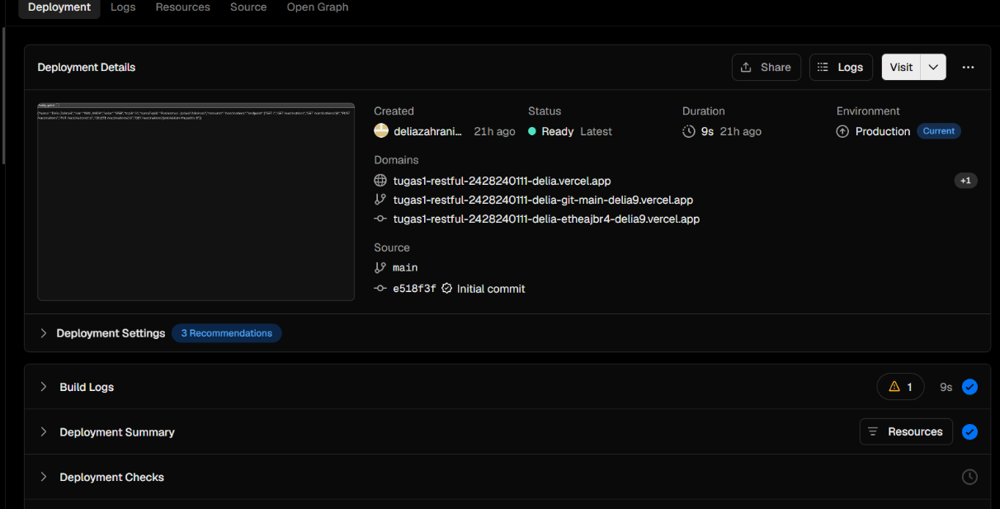 Deployment Logs Resources Source Open Graph
Deployment Details
Share Logs Visit
Created Status Duration Environment
deliazahrani... 21h ago Ready Latest 9s 21h ago Production Current
Domains
tugas1-restful-2428240111-delia.vercel.app +1
tugas1-restful-2428240111-delia-git-main-delia9.vercel.app
tugas1-restful-2428240111-delia-etheajbr4-delia9.vercel.app
Source
main
e518f3f Initial commit
Deployment Settings 3 Recommendations
Build Logs 1 9s
Deployment Summary Resources
Deployment Checks